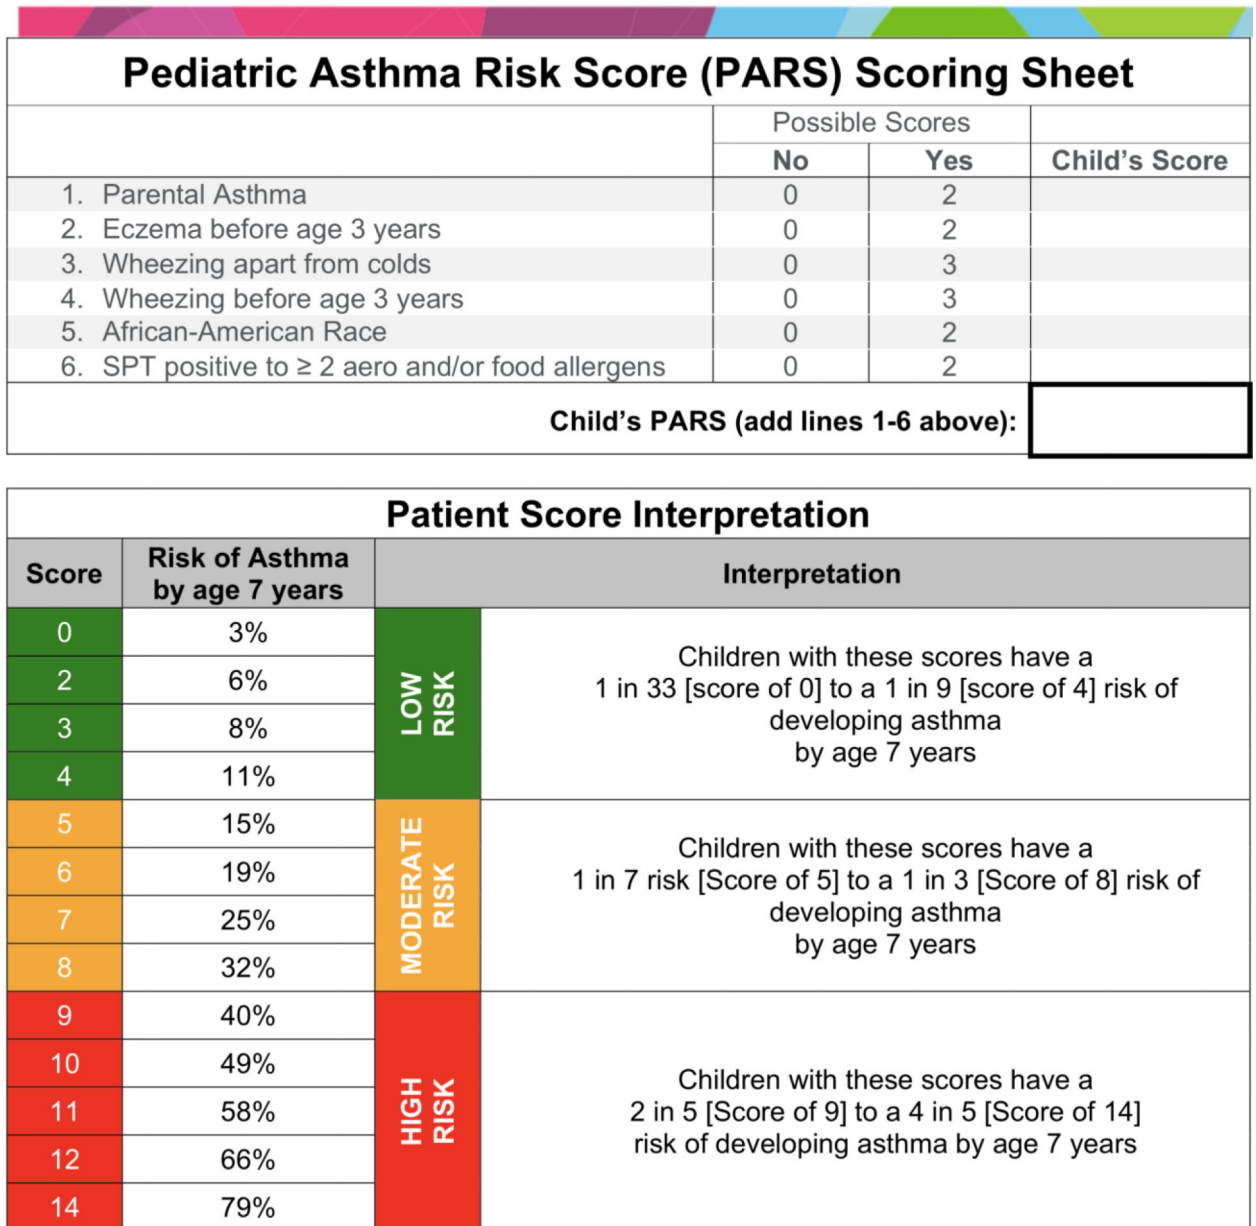 Pediatric Asthma Risk Score (PARS) Scoring Sheet
Possible Scores
No Yes Child's Score
1. Parental Asthma 0 2
2. Eczema before age 3 years 0 2
3. Wheezing apart from colds 0 3
4. Wheezing before age 3 years 0 3
5. African-American Race 0 2
6. SPT positive to ≥ 2 aero and/or food allergens 0 2
Child's PARS (add lines 1-6 above):
Patient Score Interpretation
Score
Risk of Asthma
by age 7 years
Interpretation
0 3%
2 6%
3 8%
4 11%
LOW
RISK
Children with these scores have a
1 in 33 [score of 0] to a 1 in 9 [score of 4] risk of
developing asthma
by age 7 years
5 15%
6 19%
7 25%
8 32%
MODERATE
RISK
Children with these scores have a
1 in 7 risk [Score of 5] to a 1 in 3 [Score of 8] risk of
developing asthma
by age 7 years
9 40%
10 49%
11 58%
12 66%
14 79%
HIGH
RISK
Children with these scores have a
2 in 5 [Score of 9] to a 4 in 5 [Score of 14]
risk of developing asthma by age 7 years